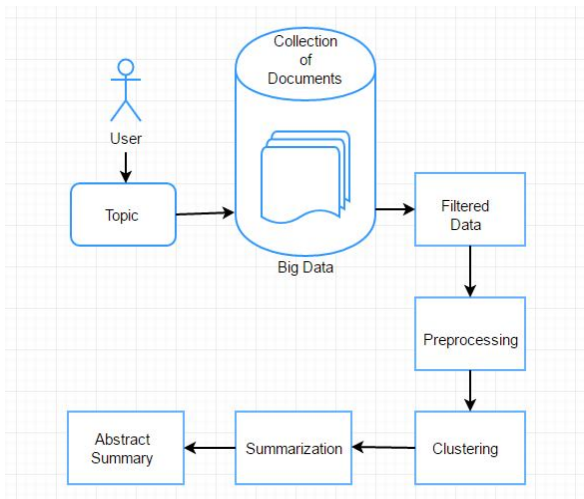 Collection
of
Documents
User
Topic
Big Data
Filtered
Data
Preprocessing
Clustering
Summarization
Abstract
Summary